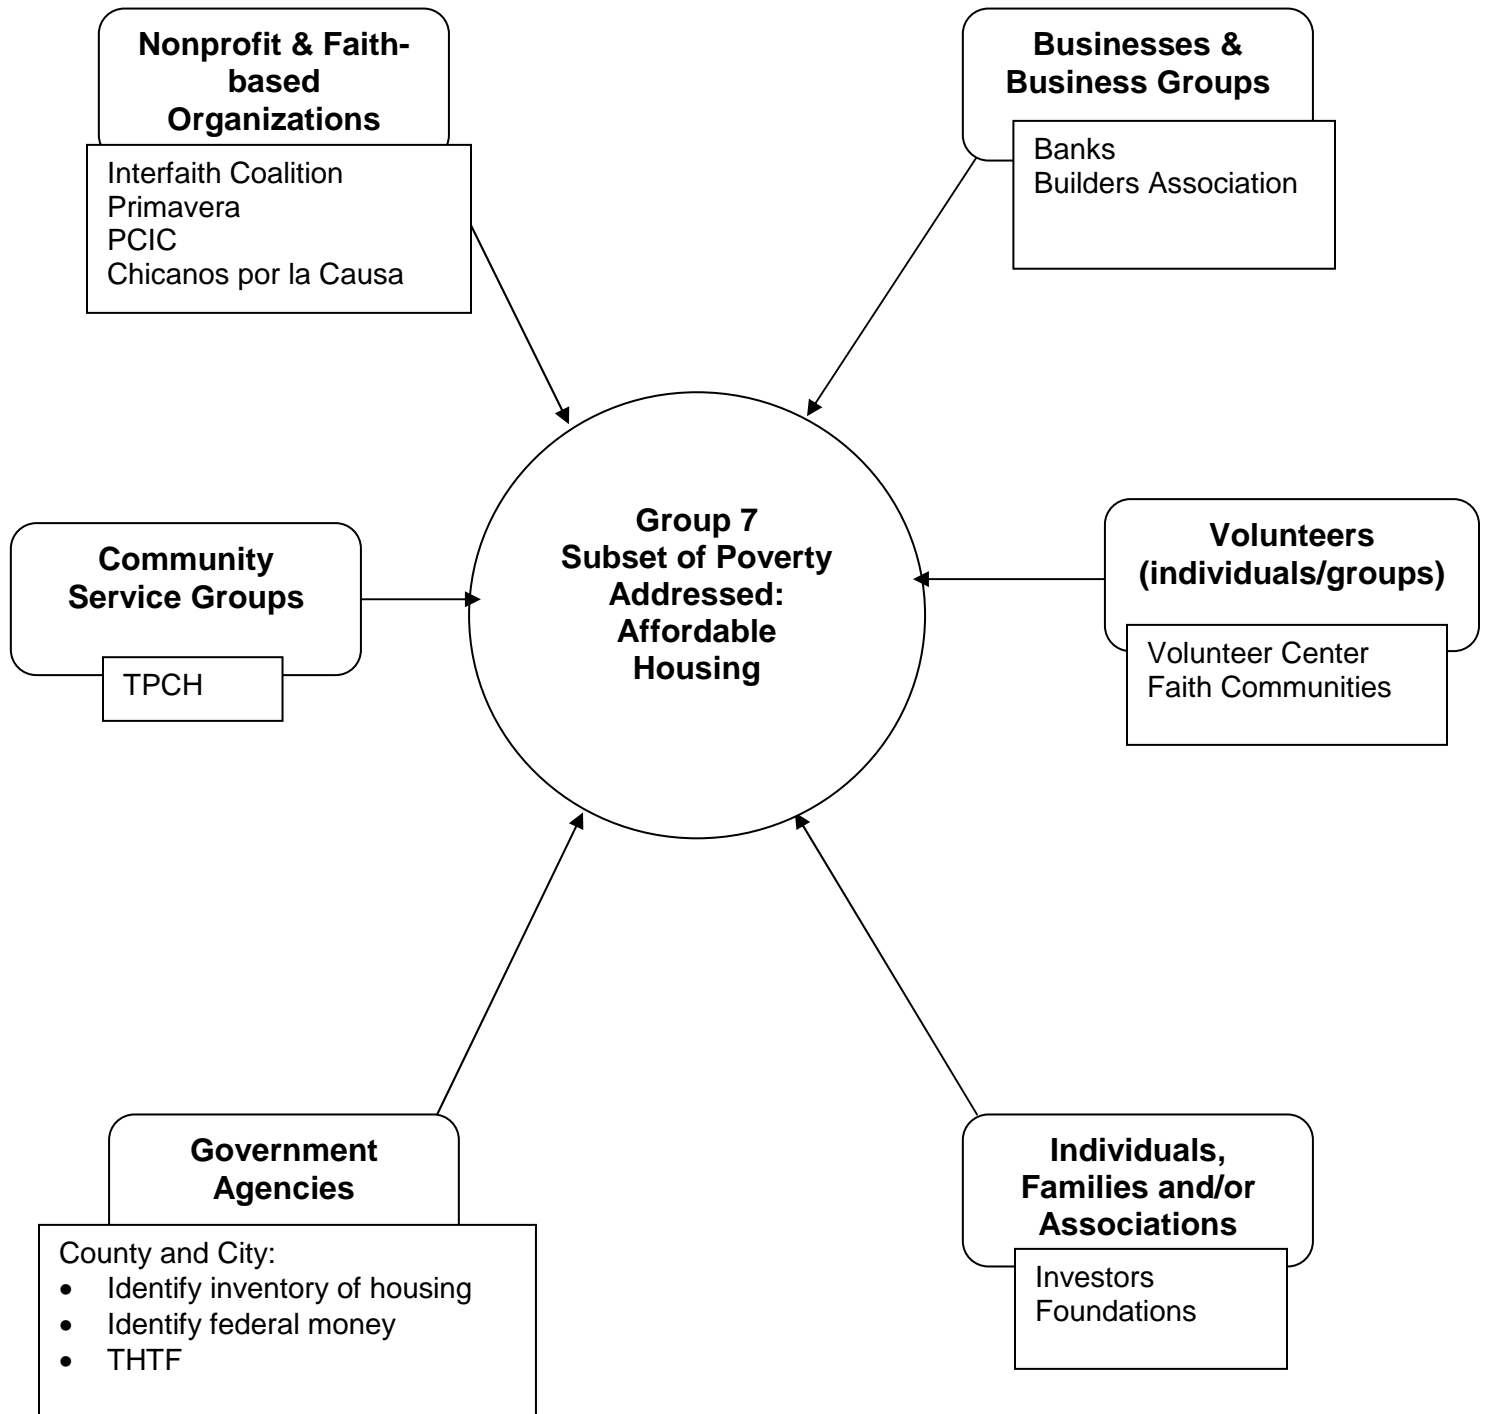 Nonprofit & Faith-
based
Organizations
Interfaith Coalition
Primavera
PCIC
Chicanos por la Causa
Businesses &
Business Groups
Banks
Builders Association
Community
Service Groups
TPCH
Group 7
Subset of Poverty
Addressed:
Affordable
Housing
Volunteers
(individuals/groups)
Volunteer Center
Faith Communities
Government
Agencies
County and City:
• Identify inventory of housing
• Identify federal money
• THTF
Individuals,
Families and/or
Associations
Investors
Foundations